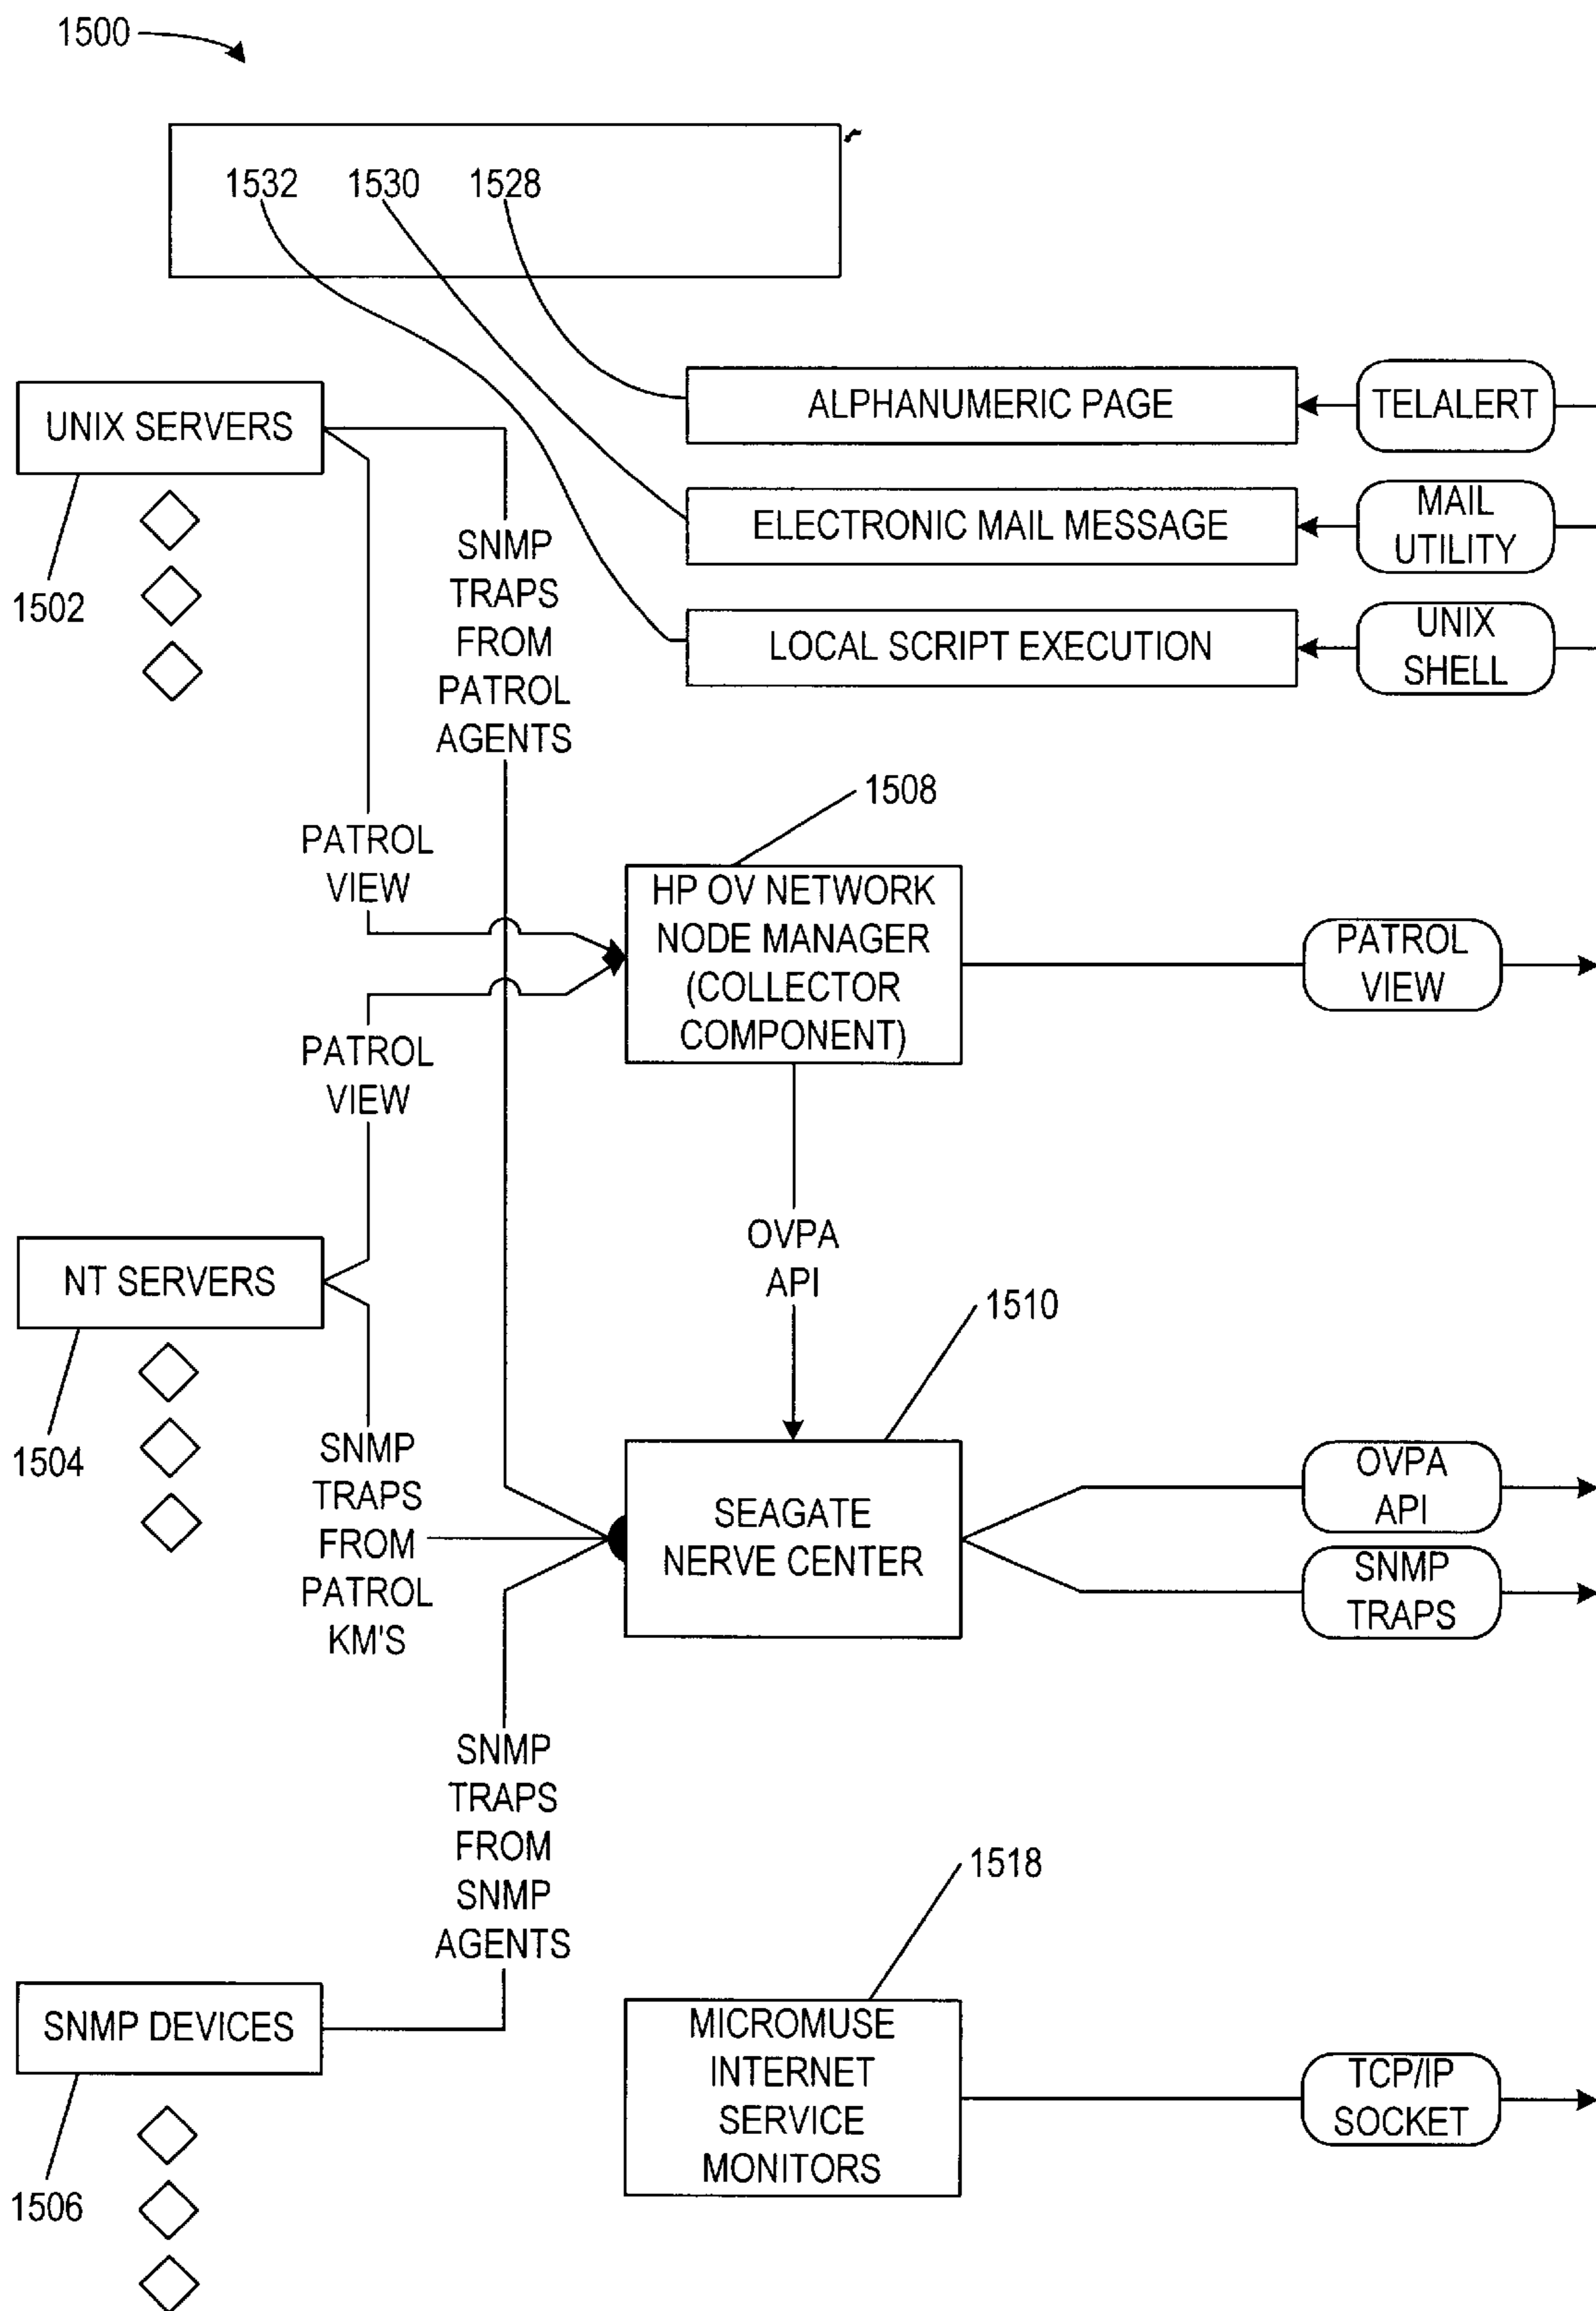 1500
1532 1530 1528
ALPHANUMERIC PAGE
TELALERT
UNIX SERVERS
1502
ELECTRONIC MAIL MESSAGE
MAIL
UTILITY
LOCAL SCRIPT EXECUTION
UNIX
SHELL
SNMP
TRAPS
FROM
PATROL
AGENTS
PATROL
VIEW
1508
HP OV NETWORK
NODE MANAGER
(COLLECTOR
COMPONENT)
PATROL
VIEW
PATROL
VIEW
OVPA
API
NT SERVERS
1504
1510
SNMP
TRAPS
FROM
PATROL
KM'S
SEAGATE
NERVE CENTER
OVPA
API
SNMP
TRAPS
SNMP
TRAPS
FROM
SNMP
AGENTS
1518
SNMP DEVICES
1506
MICROMUSE
INTERNET
SERVICE
MONITORS
TCP/IP
SOCKET